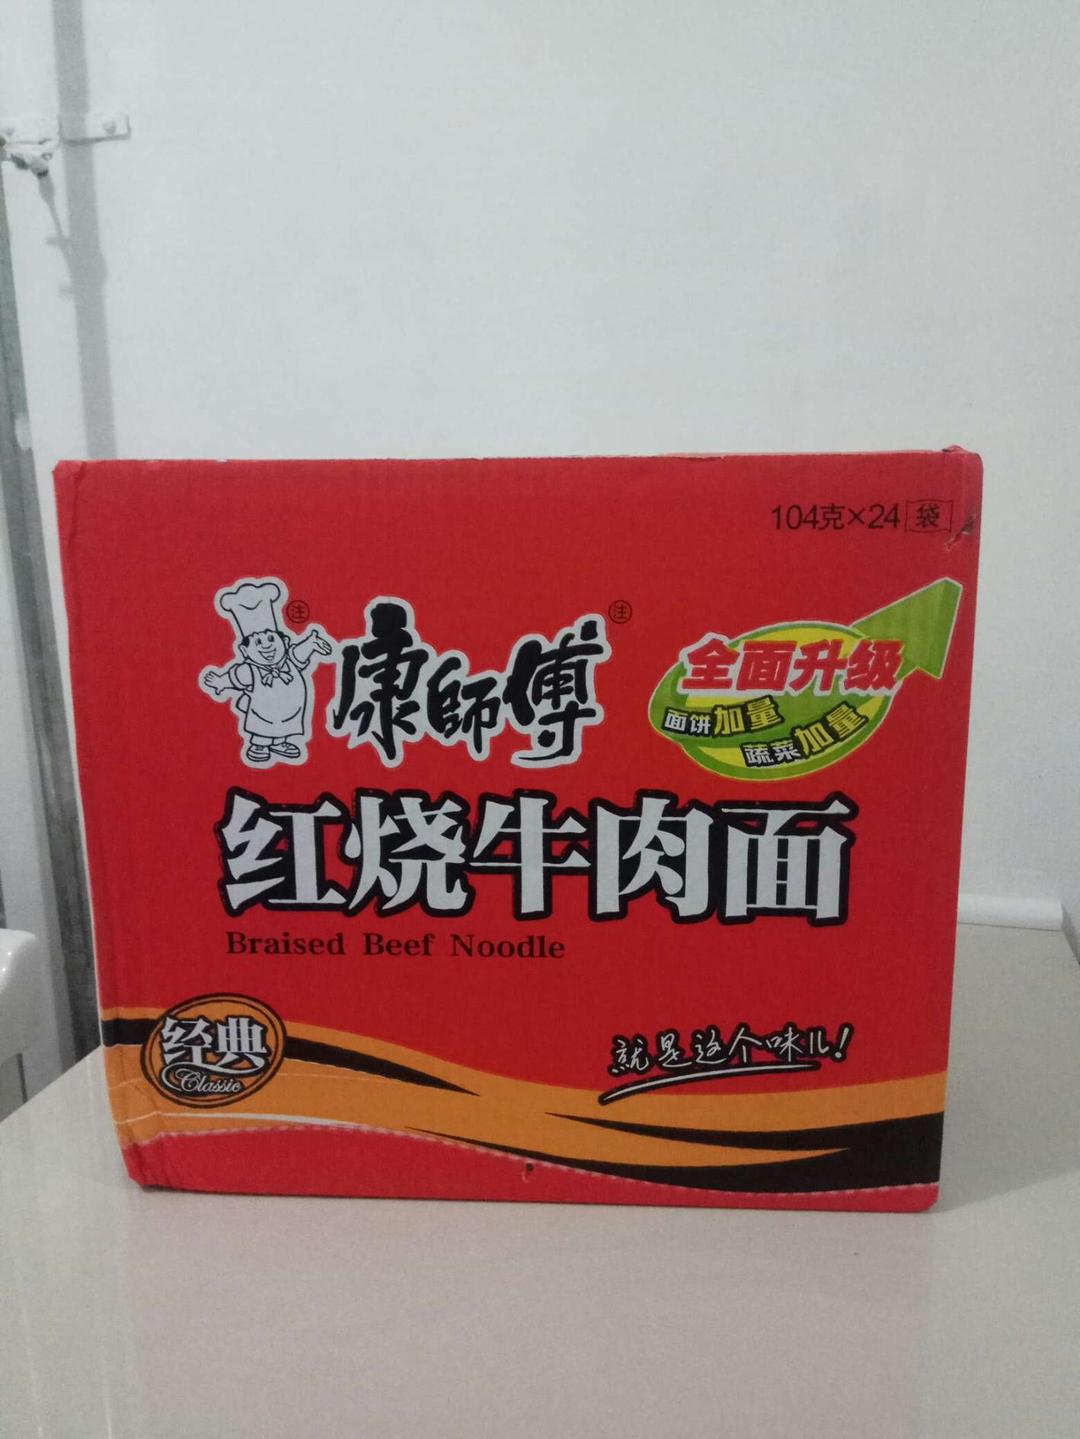 104克×24袋
注
康師傅
注
全面升级
面饼加量
蔬菜加量
红烧牛肉面
Braised Beef Noodle
经典
Classic
就是这个味儿!